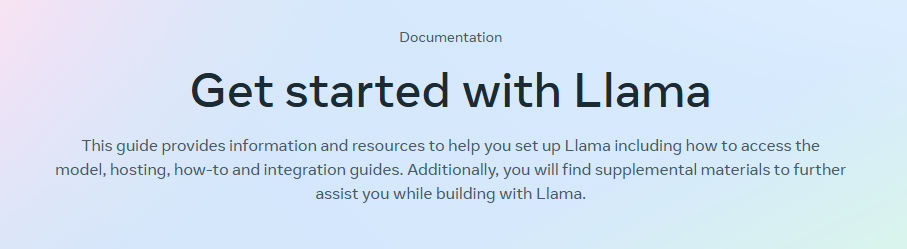 Documentation
Get started with Llama
This guide provides information and resources to help you set up Llama including how to access the
model, hosting, how-to and integration guides. Additionally, you will find supplemental materials to further
assist you while building with Llama.